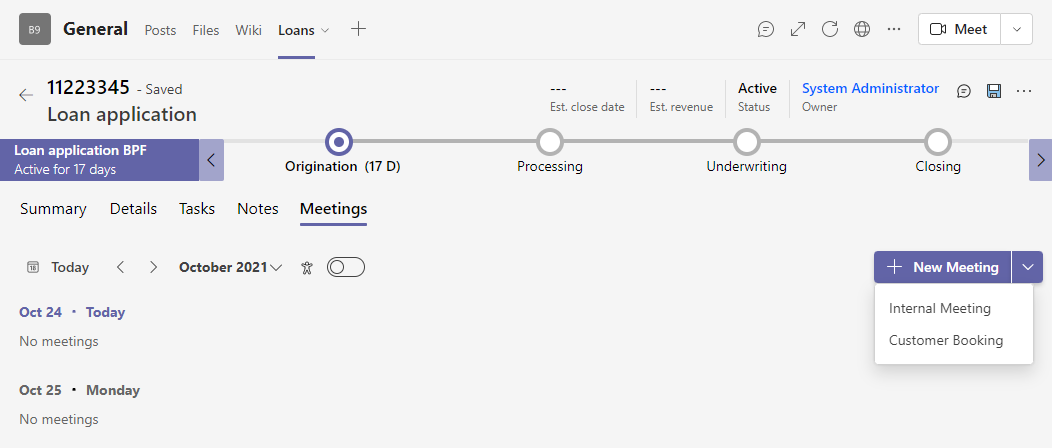 B9 General Posts Files Wiki Loans Meet
11223345 - Saved
Loan application
--- --- Active System Administrator
Est. close date Est. revenue Status Owner
Loan application BPF
Active for 17 days
Origination (17 D) Processing Underwriting Closing
Summary Details Tasks Notes Meetings
18 Today October 2021 New Meeting
Internal Meeting
Customer Booking
Oct 24 · Today
No meetings
Oct 25 · Monday
No meetings